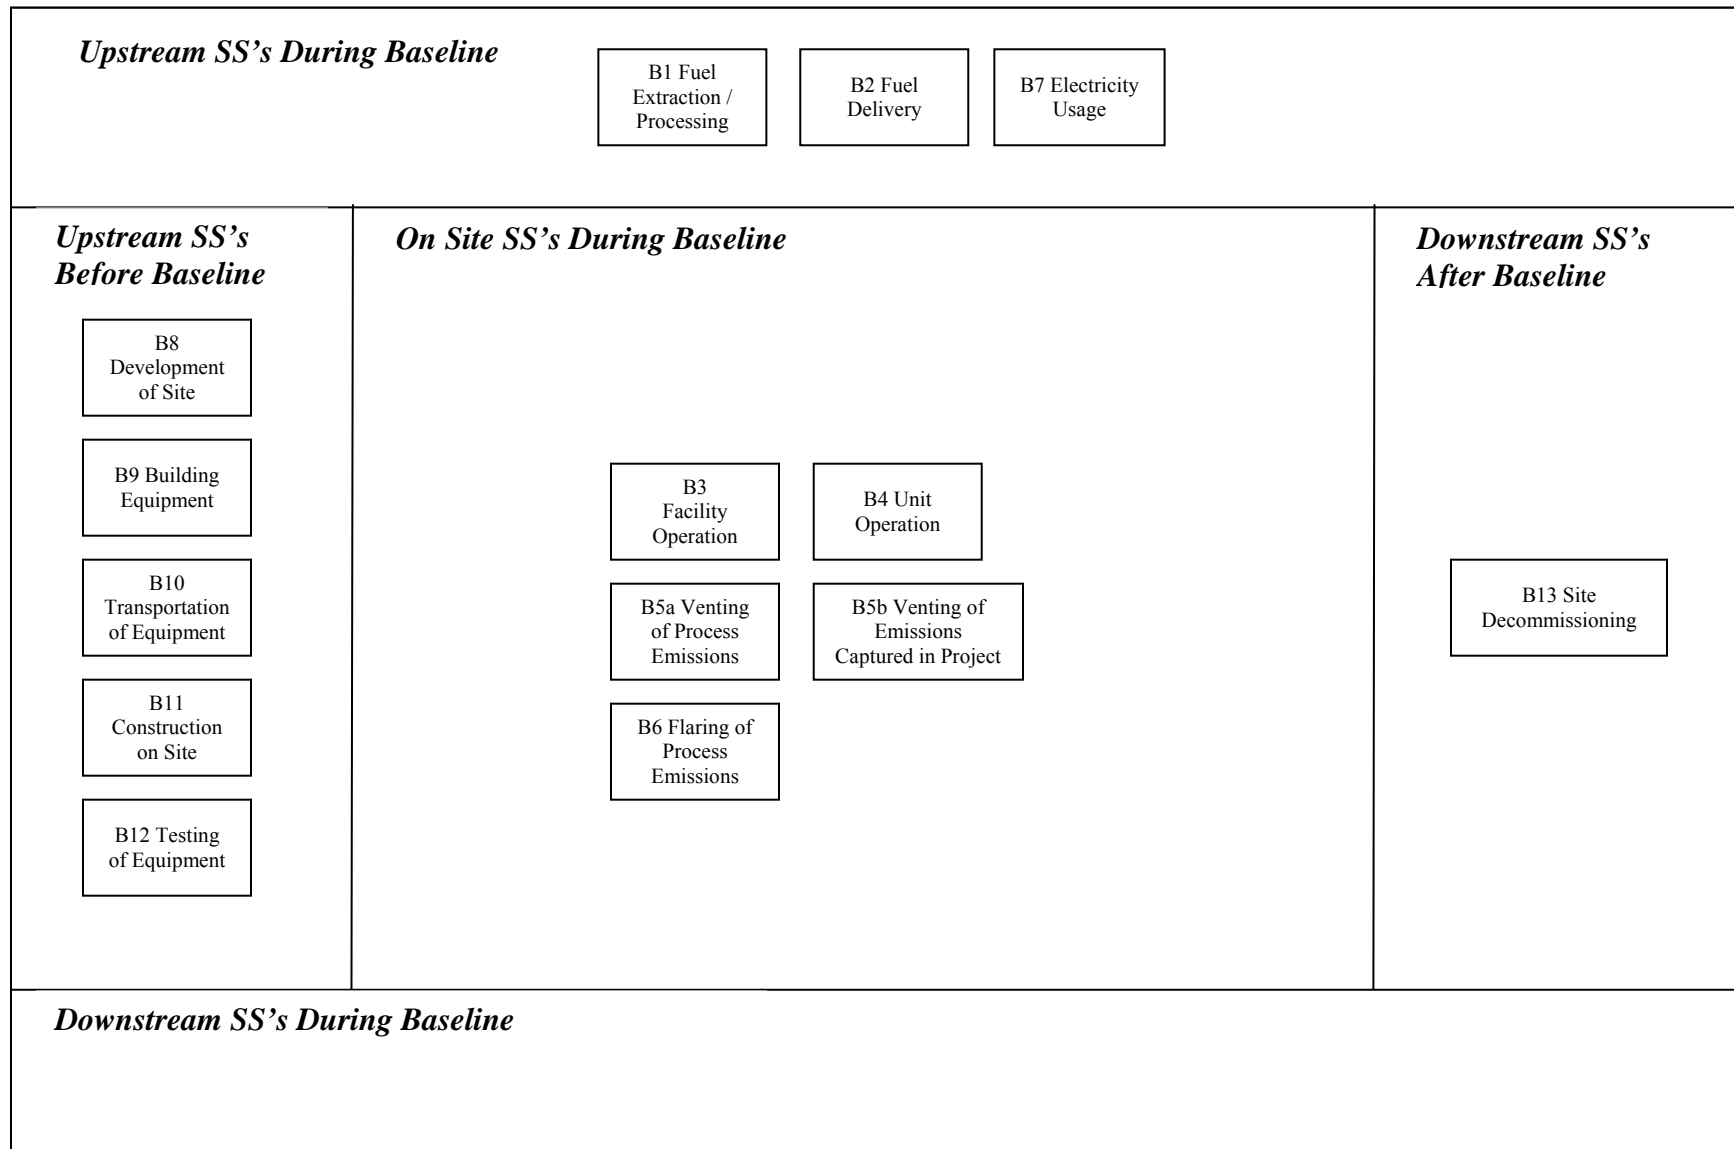 Upstream SS's During Baseline
B1 Fuel
Extraction /
Processing
B2 Fuel
Delivery
B7 Electricity
Usage
Upstream SS's
Before Baseline
B8
Development
of Site
B9 Building
Equipment
B10
Transportation
of Equipment
B11
Construction
on Site
B12 Testing
of Equipment
On Site SS's During Baseline
B3
Facility
Operation
B4 Unit
Operation
B5a Venting
of Process
Emissions
B5b Venting of
Emissions
Captured in Project
B6 Flaring of
Process
Emissions
Downstream SS's
After Baseline
B13 Site
Decommissioning
Downstream SS's During Baseline